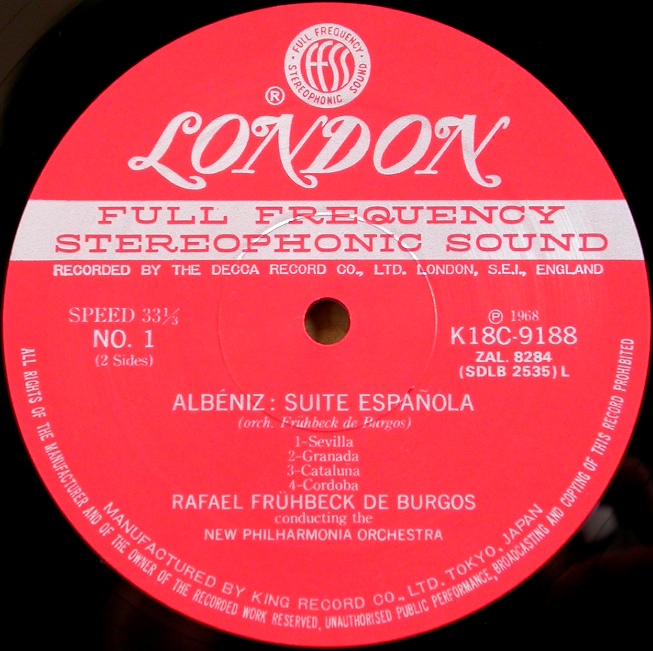 FULL FREQUENCY
FFSS
STEREOPHONIC SOUND
®
LONDON
FULL FREQUENCY
STEREOPHONIC SOUND
RECORDED BY THE DECCA RECORD CO., LTD. LONDON, S.E.I., ENGLAND
SPEED 33⅓
NO. 1
(2 Sides)
℗ 1968
K18C-9188
ZAL. 8284
(SDLB 2535) L
ALBÉNIZ: SUITE ESPAÑOLA
(orch. Frühbeck de Burgos)
1-Sevilla
2-Granada
3-Cataluna
4-Cordoba
RAFAEL FRÜHBECK DE BURGOS
conducting the
NEW PHILHARMONIA ORCHESTRA
MANUFACTURED BY KING RECORD CO., LTD. TOKYO, JAPAN
ALL RIGHTS OF THE MANUFACTURER AND OF THE OWNER OF THE RECORDED WORK RESERVED, UNAUTHORISED PUBLIC PERFORMANCE, BROADCASTING AND COPYING OF THIS RECORD PROHIBITED